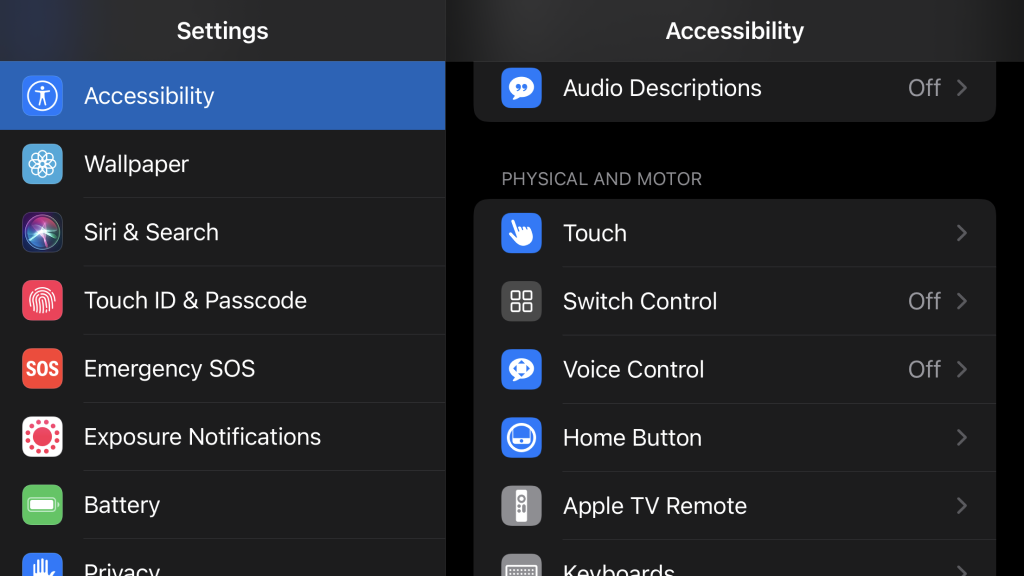 Settings
Accessibility
Wallpaper
Siri & Search
Touch ID & Passcode
SOS
Emergency SOS
Exposure Notifications
Battery
Privacy
Accessibility
Audio Descriptions Off
PHYSICAL AND MOTOR
Touch
Switch Control Off
Voice Control Off
Home Button
Apple TV Remote
Keyboards